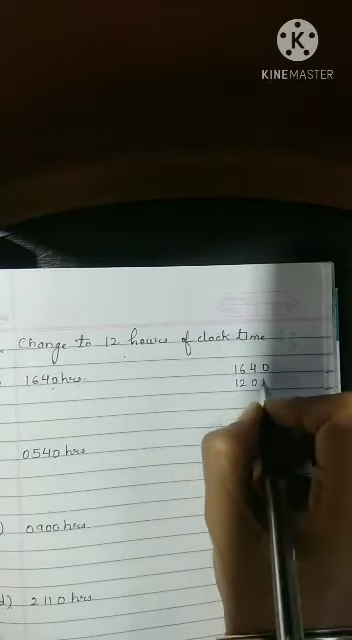 K
KINEMASTER
Change to 12 hours of clock time
1640 hrs. 1640
120
0540 hrs
0900 hrs
d) 2110 hrs